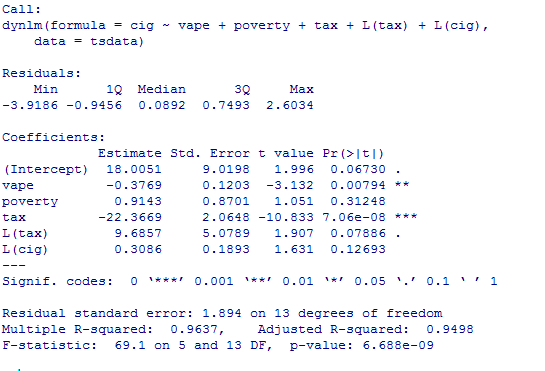 Call:
dynlm(formula = cig ~ vape + poverty + tax + L(tax) + L(cig),
    data = tsdata)
Residuals:
    Min      1Q  Median      3Q     Max
-3.9186 -0.9456  0.0892  0.7493  2.6034
Coefficients:
            Estimate Std. Error t value Pr(>|t|)
(Intercept)  18.0051     9.0198   1.996  0.06730 .
vape         -0.3769     0.1203  -3.132  0.00794 **
poverty       0.9143     0.8701   1.051  0.31248
tax         -22.3669     2.0648 -10.833 7.06e-08 ***
L(tax)        9.6857     5.0789   1.907  0.07886 .
L(cig)        0.3086     0.1893   1.631  0.12693
---
Signif. codes:  0 ‘***’ 0.001 ‘**’ 0.01 ‘*’ 0.05 ‘.’ 0.1 ‘ ’ 1
Residual standard error: 1.894 on 13 degrees of freedom
Multiple R-squared:  0.9637,    Adjusted R-squared:  0.9498
F-statistic:  69.1 on 5 and 13 DF,  p-value: 6.688e-09